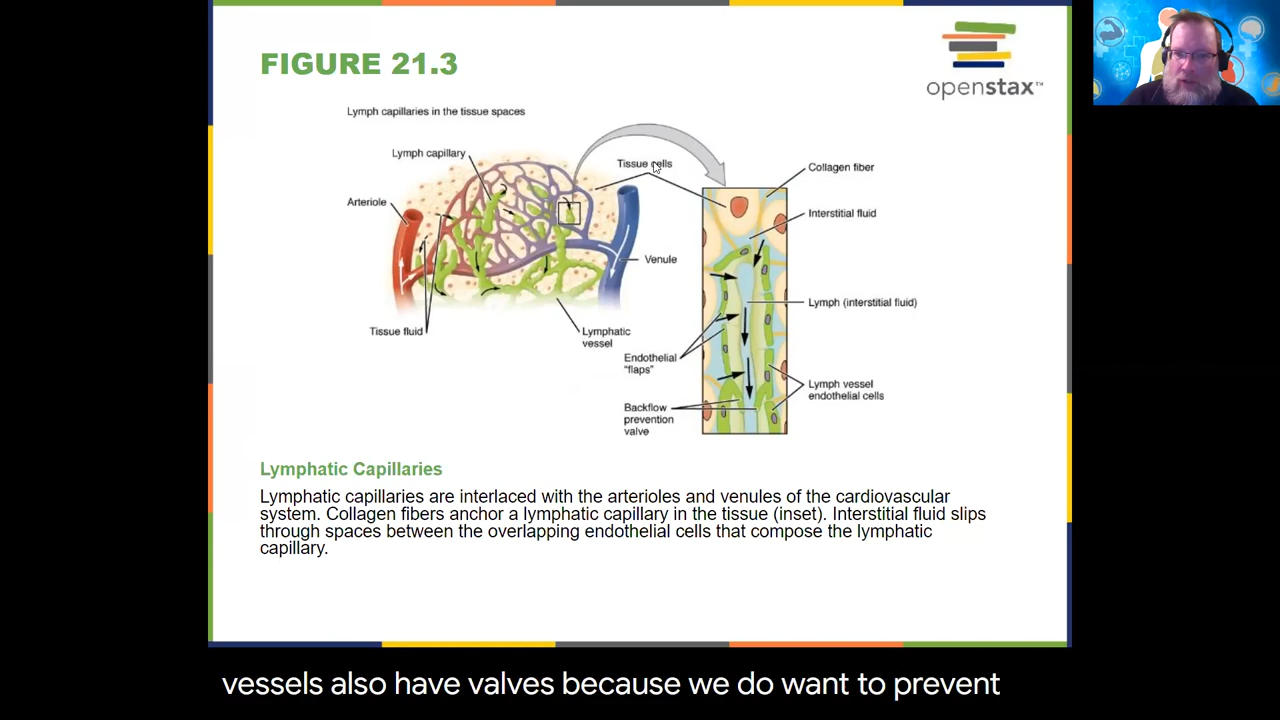 FIGURE 21.3
openstax™
Lymph capillaries in the tissue spaces
Lymph capillary
Tissue cells
Collagen fiber
Arteriole
Interstitial fluid
Venule
Lymph (interstitial fluid)
Tissue fluid
Lymphatic
vessel
Endothelial
"flaps"
Lymph vessel
endothelial cells
Backflow
prevention
valve
Lymphatic Capillaries
Lymphatic capillaries are interlaced with the arterioles and venules of the cardiovascular
system. Collagen fibers anchor a lymphatic capillary in the tissue (inset). Interstitial fluid slips
through spaces between the overlapping endothelial cells that compose the lymphatic
capillary.
vessels also have valves because we do want to prevent